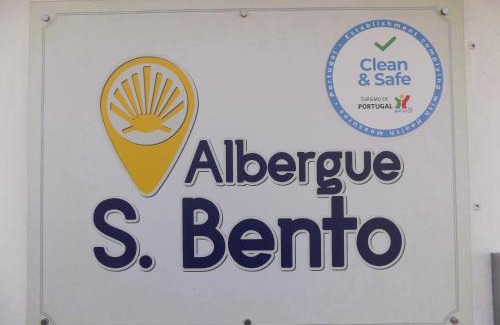 Albergue
S. Bento
Clean
& Safe
TURISMO DE
PORTUGAL
Portugal - Establishment complying with Health Measures -